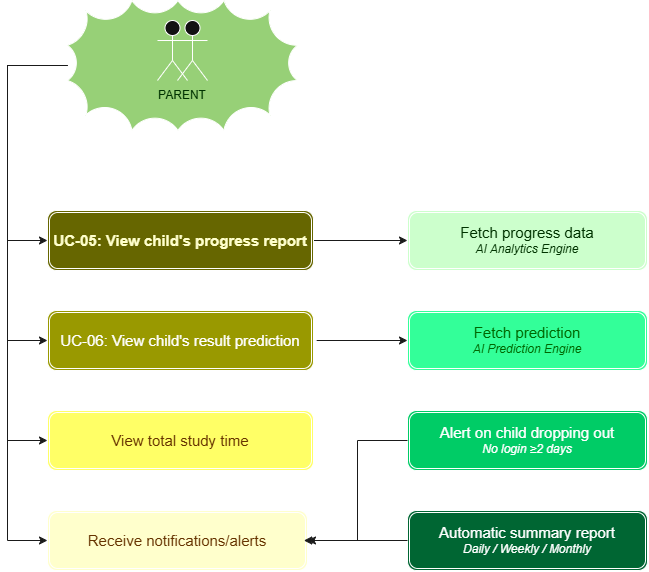 PARENT
UC-05: View child's progress report
Fetch progress data
AI Analytics Engine
UC-06: View child's result prediction
Fetch prediction
AI Prediction Engine
View total study time
Alert on child dropping out
No login ≥2 days
Receive notifications/alerts
Automatic summary report
Daily / Weekly / Monthly